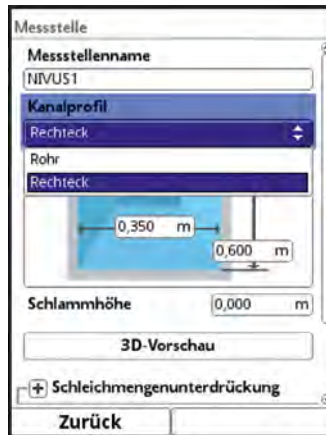 Messstelle
Messstellenname
NIVUS1
Kanalprofil
Rechteck
Rohr
Rechteck
0,350 m
0,600 m
Schlammhöhe 0,000 m
3D-Vorschau
Schleichmengenunterdrückung
Zurück